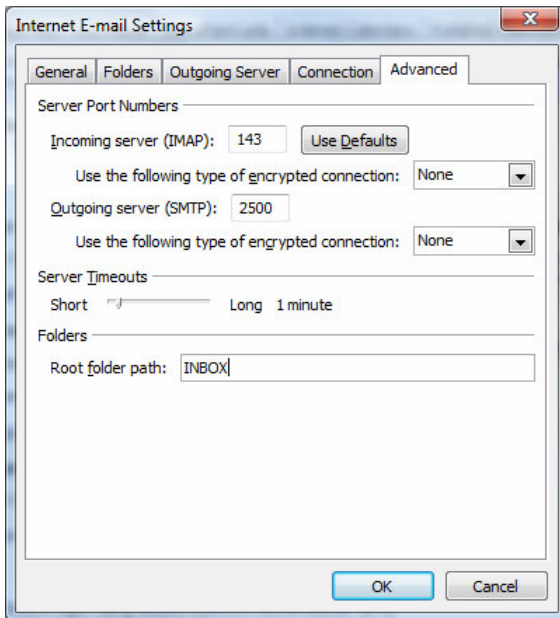 Internet E-mail Settings
General Folders Outgoing Server Connection Advanced
Server Port Numbers
Incoming server (IMAP): 143 Use Defaults
Use the following type of encrypted connection: None
Outgoing server (SMTP): 2500
Use the following type of encrypted connection: None
Server Timeouts
Short Long 1 minute
Folders
Root folder path: INBOX
OK Cancel